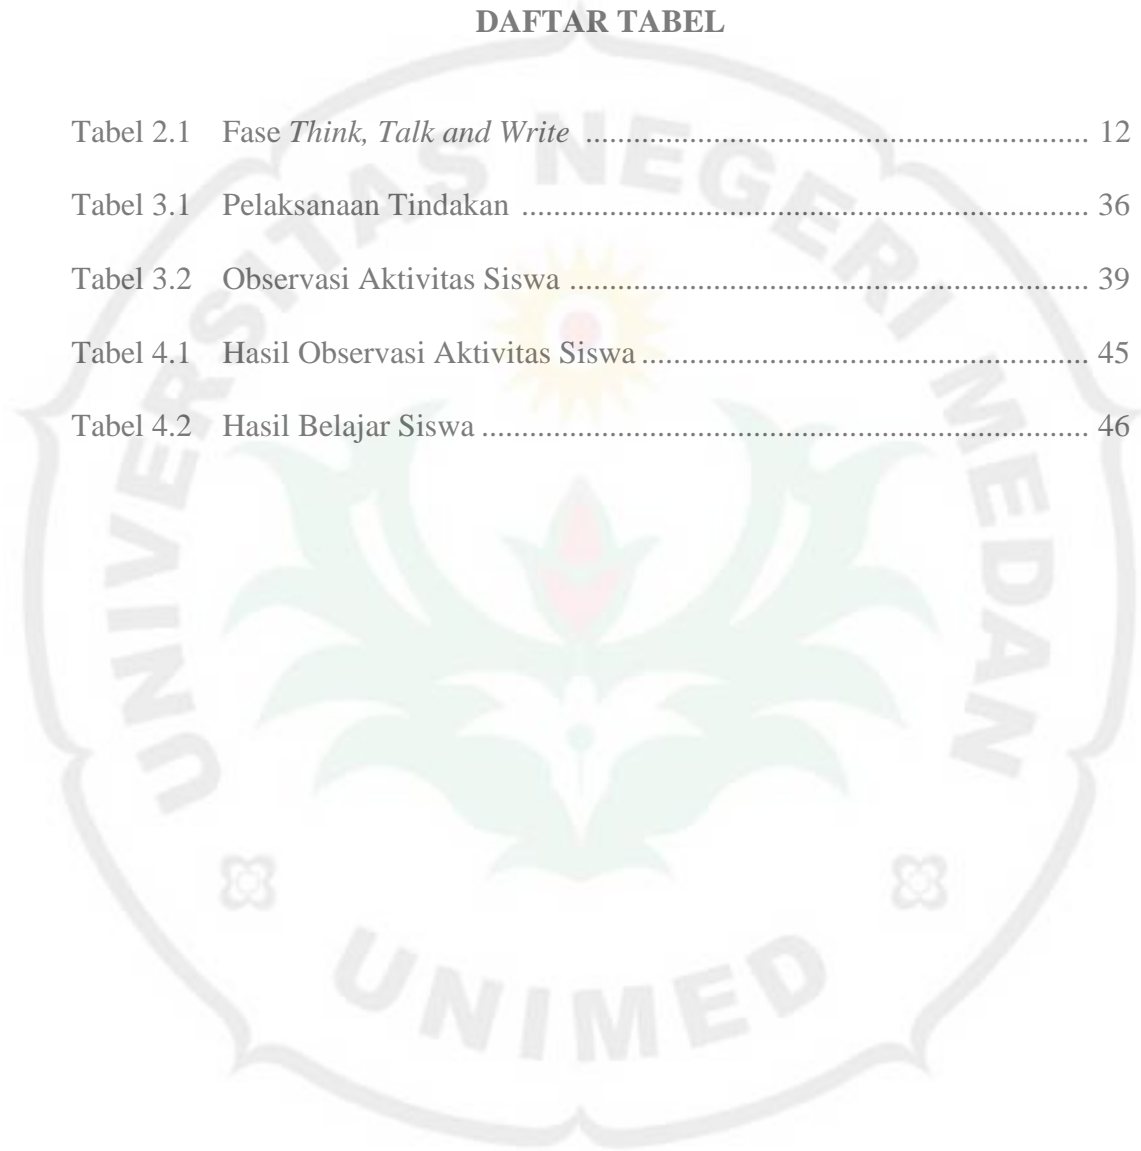 DAFTAR TABEL
Tabel 2.1 Fase Think, Talk and Write ............................................................... 12
Tabel 3.1 Pelaksanaan Tindakan ....................................................................... 36
Tabel 3.2 Observasi Aktivitas Siswa ................................................................. 39
Tabel 4.1 Hasil Observasi Aktivitas Siswa ........................................................ 45
Tabel 4.2 Hasil Belajar Siswa ............................................................................ 46
UNIVERSITAS NEGERI MEDAN
UNIMED